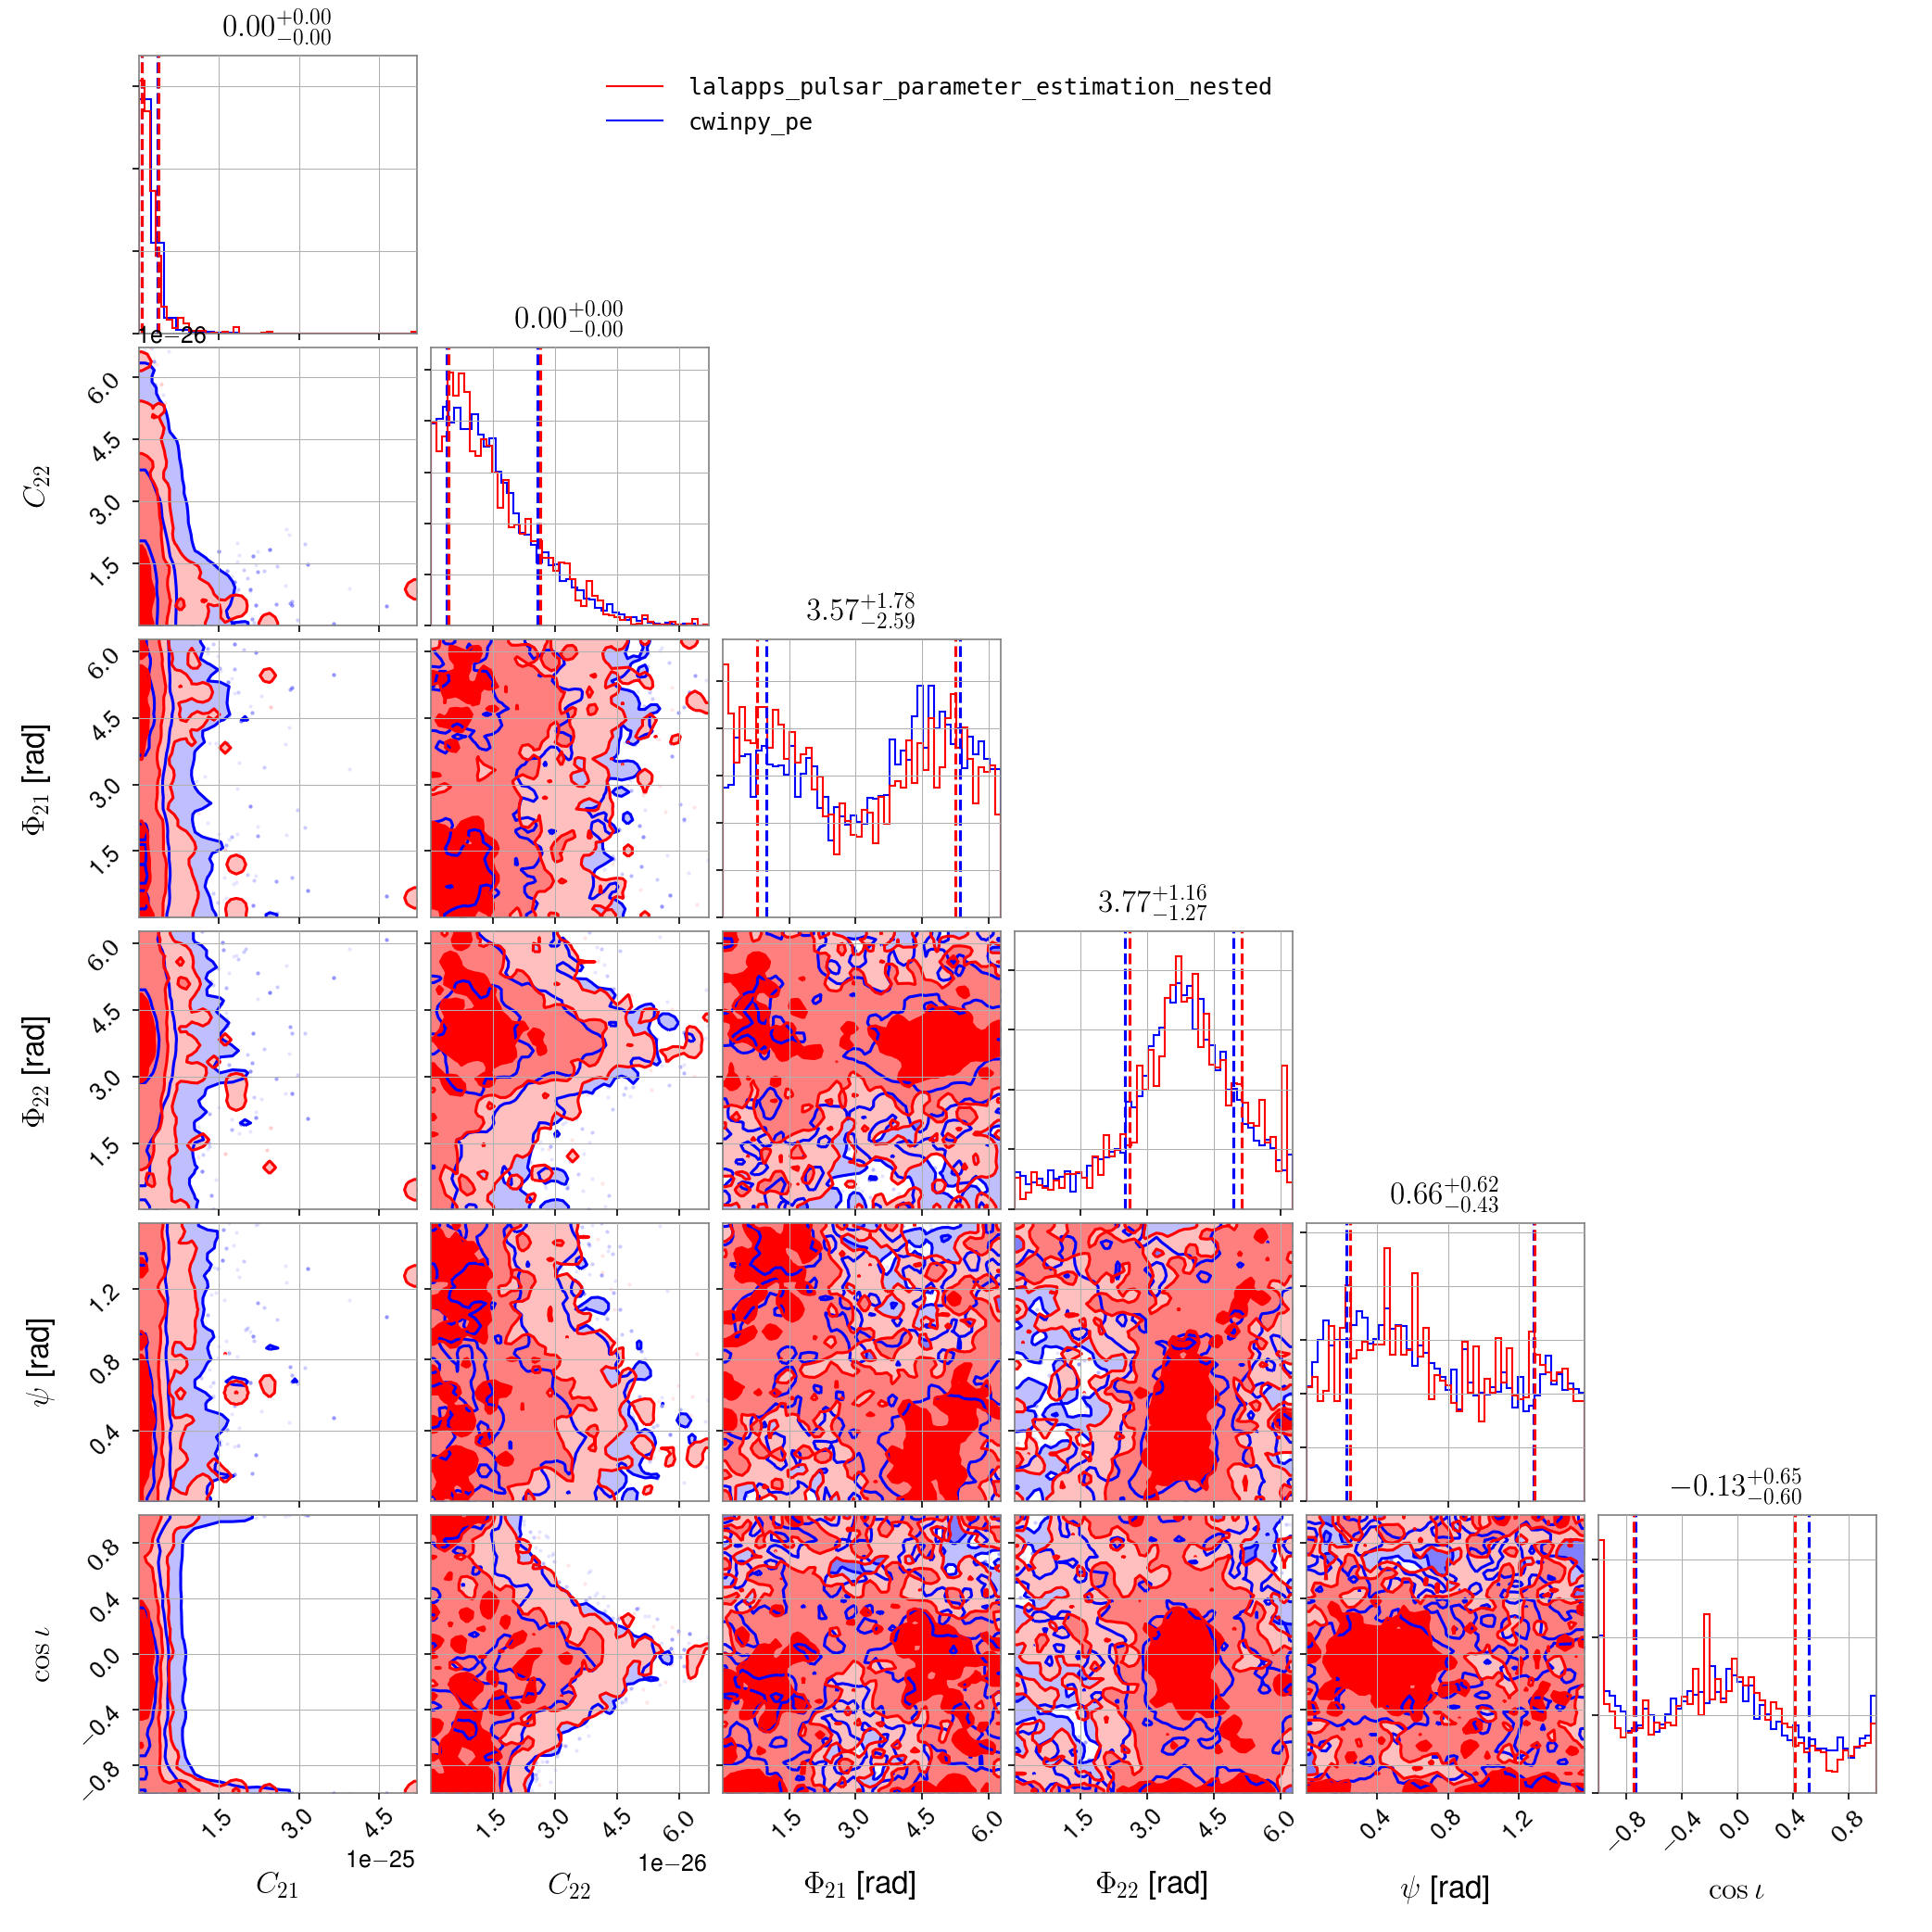 0.00+0.00−0.00
lalapps_pulsar_parameter_estimation_nested
cwinpy_pe
1e−26
0.00+0.00−0.00
6.0
4.5
3.0
1.5
C22
3.57+1.78−2.59
6.0
4.5
3.0
1.5
Φ21 [rad]
3.77+1.16−1.27
6.0
4.5
3.0
1.5
Φ22 [rad]
0.66+0.62−0.43
1.2
0.8
0.4
ψ [rad]
−0.13+0.65−0.60
0.8
0.4
0.0
−0.4
−0.8
cos ι
1.5 3.0 4.5 1.5 3.0 4.5 6.0 1.5 3.0 4.5 6.0 1.5 3.0 4.5 6.0 0.4 0.8 1.2 −0.8 −0.4 0.0 0.4 0.8
1e−25 1e−26
C21 C22 Φ21 [rad] Φ22 [rad] ψ [rad] cos ι